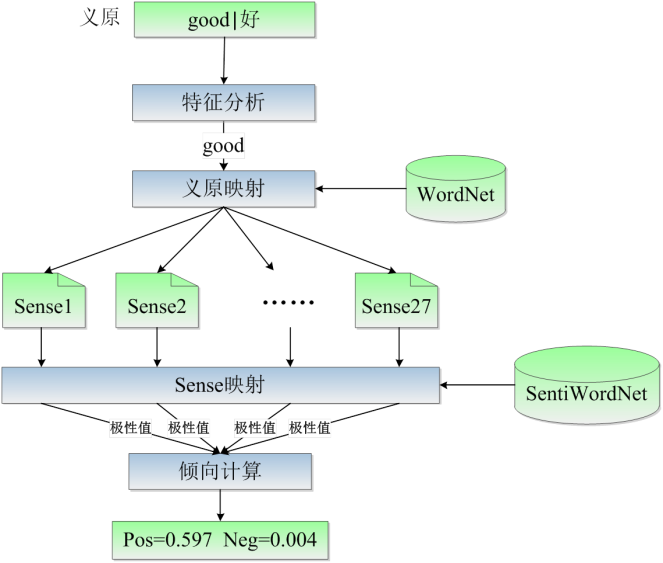 义原
good|好
特征分析
good
义原映射
WordNet
Sense1
Sense2
……
Sense27
Sense映射
SentiWordNet
极性值
极性值
极性值
极性值
倾向计算
Pos=0.597 Neg=0.004